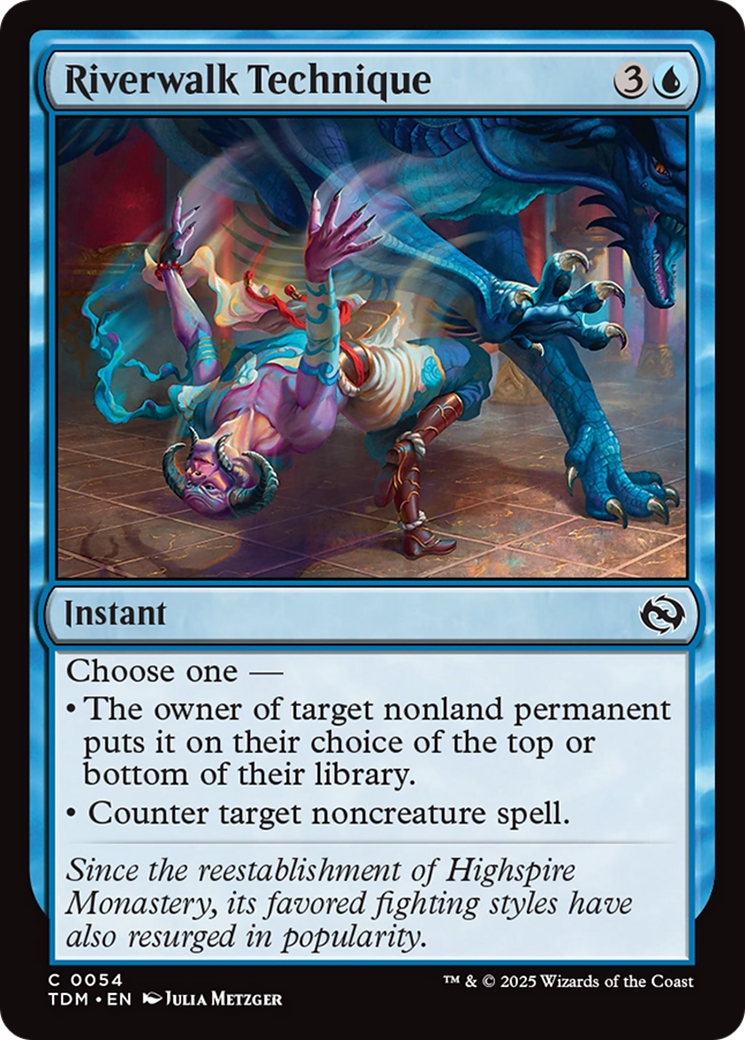 Riverwalk Technique 3
Instant
Choose one —
• The owner of target nonland permanent
puts it on their choice of the top or
bottom of their library.
• Counter target noncreature spell.
Since the reestablishment of Highspire
Monastery, its favored fighting styles have
also resurged in popularity.
C 0054
TDM • EN Julia Metzger
™ & © 2025 Wizards of the Coast